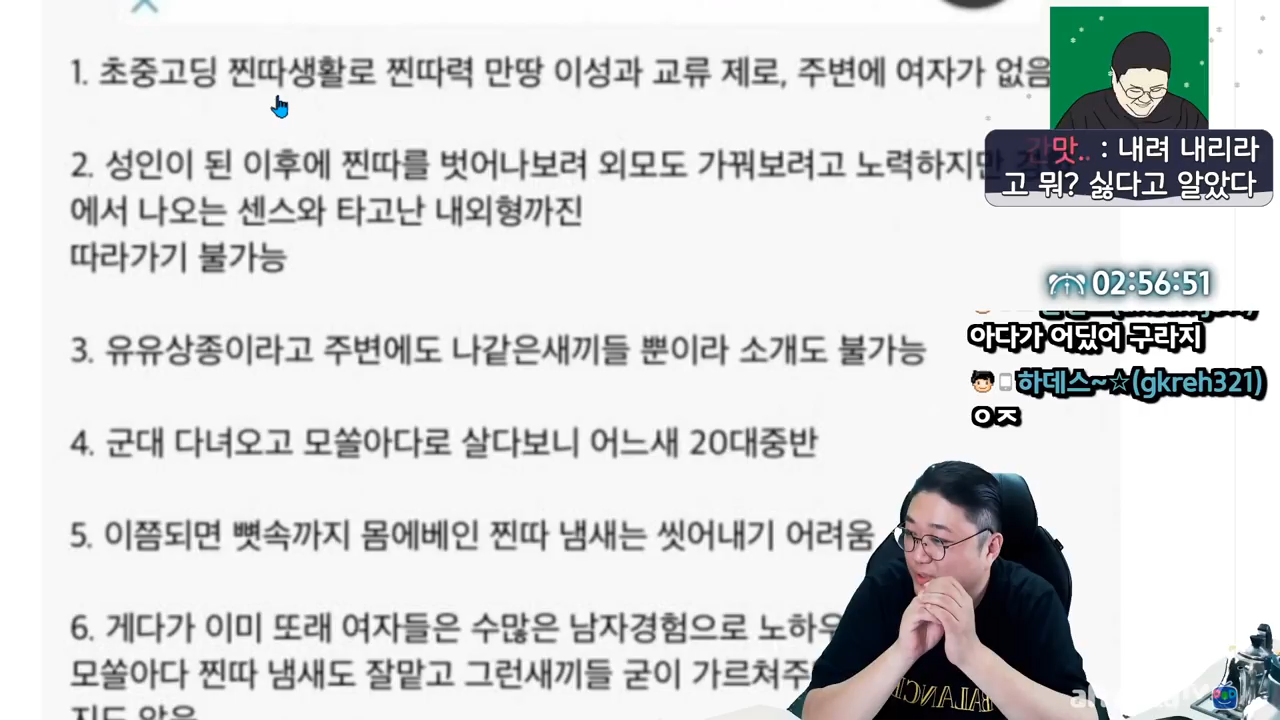 1. 초중고딩 찐따생활로 찐따력 만땅 이성과 교류 제로, 주변에 여자가 없음
2. 성인이 된 이후에 찐따를 벗어나보려 외모도 가꿔보려고 노력하지만
에서 나오는 센스와 타고난 내외형까진
따라가기 불가능
3. 유유상종이라고 주변에도 나같은새끼들 뿐이라 소개도 불가능
4. 군대 다녀오고 모쏠아다로 살다보니 어느새 20대중반
5. 이쯤되면 뼛속까지 몸에베인 찐따 냄새는 씻어내기 어려움
6. 게다가 이미 또래 여자들은 수많은 남자경험으로
모쏠아다 찐따 냄새도 잘맡고 그런새끼들 굳이
지도 않음
: 내려 내리라
고 뭐? 싫다고 알았다
02:56:51
아다가 어딨어 구라지
하데스~☆(gkreh321)
ㅇㅈ